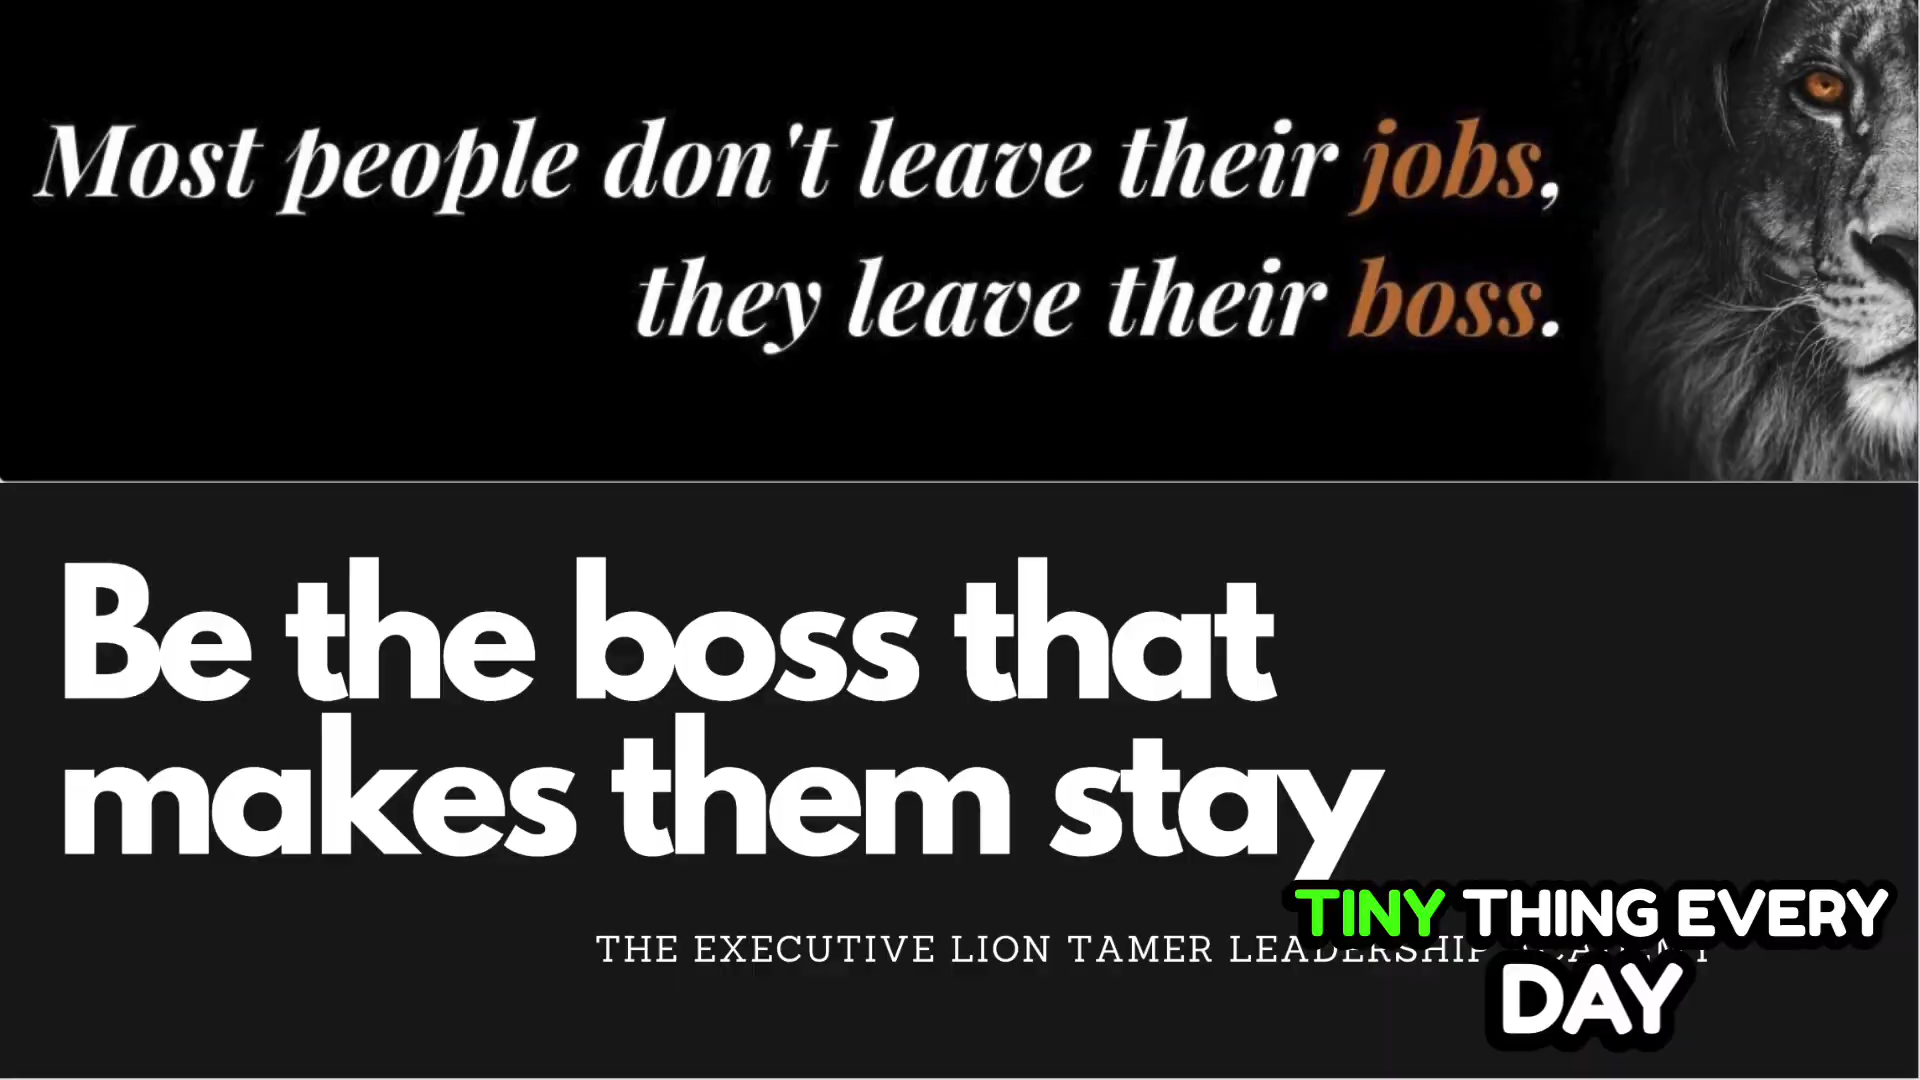 Most people don't leave their jobs,
they leave their boss.
Be the boss that
makes them stay
TINY THING EVERY
DAY
THE EXECUTIVE LION TAMER LEADERSHIP